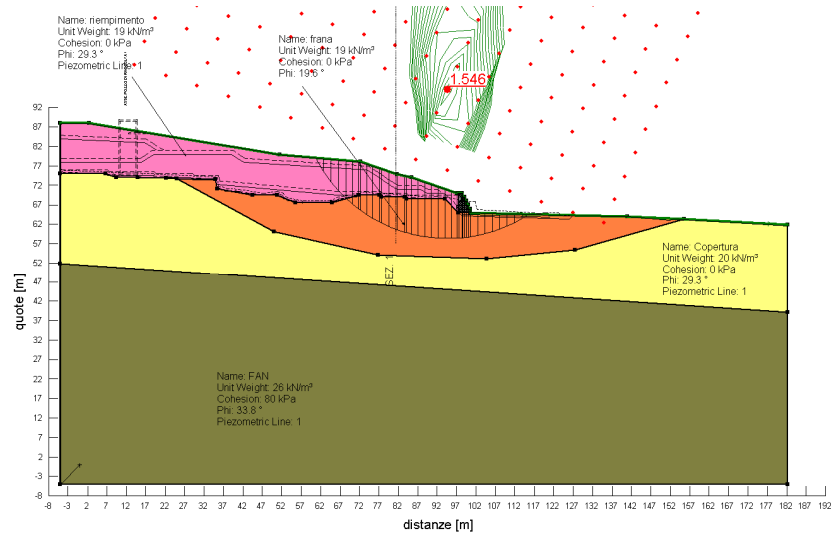 Name: riempimento
Unit Weight: 19 kN/m³
Cohesion: 0 kPa
Phi: 29.3 °
Piezometric Line: 1
Name: frana
Unit Weight: 19 kN/m³
Cohesion: 0 kPa
Phi: 19.6 °
1.546
92
87
82
77
72
67
62
57
52
47
42
37
32
27
22
17
12
7
2
-3
-8
quote [m]
SEZ. 1
Name: Copertura
Unit Weight: 20 kN/m³
Cohesion: 0 kPa
Phi: 29.3 °
Piezometric Line: 1
Name: FAN
Unit Weight: 26 kN/m³
Cohesion: 80 kPa
Phi: 33.8 °
Piezometric Line: 1
-8 -3 2 7 12 17 22 27 32 37 42 47 52 57 62 67 72 77 82 87 92 97 102 107 112 117 122 127 132 137 142 147 152 157 162 167 172 177 182 187 192
distanze [m]